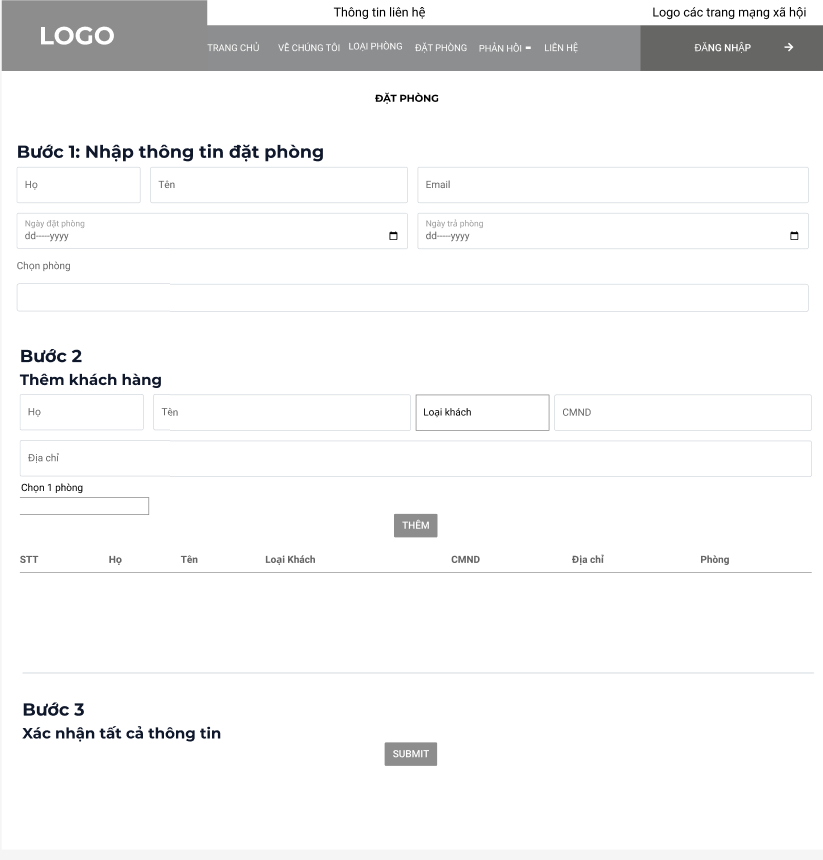 Thông tin liên hệ
Logo các trang mạng xã hội
LOGO
TRANG CHỦ
VỀ CHÚNG TÔI
LOẠI PHÒNG
ĐẶT PHÒNG
PHẢN HỒI
LIÊN HỆ
ĐĂNG NHẬP
ĐẶT PHÒNG
Bước 1: Nhập thông tin đặt phòng
Họ
Tên
Email
Ngày đặt phòng
dd----yyyy
Ngày trả phòng
dd----yyyy
Chọn phòng
Bước 2
Thêm khách hàng
Họ
Tên
Loại khách
CMND
Địa chỉ
Chọn 1 phòng
THÊM
STT Họ Tên Loại Khách CMND Địa chỉ Phòng
Bước 3
Xác nhận tất cả thông tin
SUBMIT